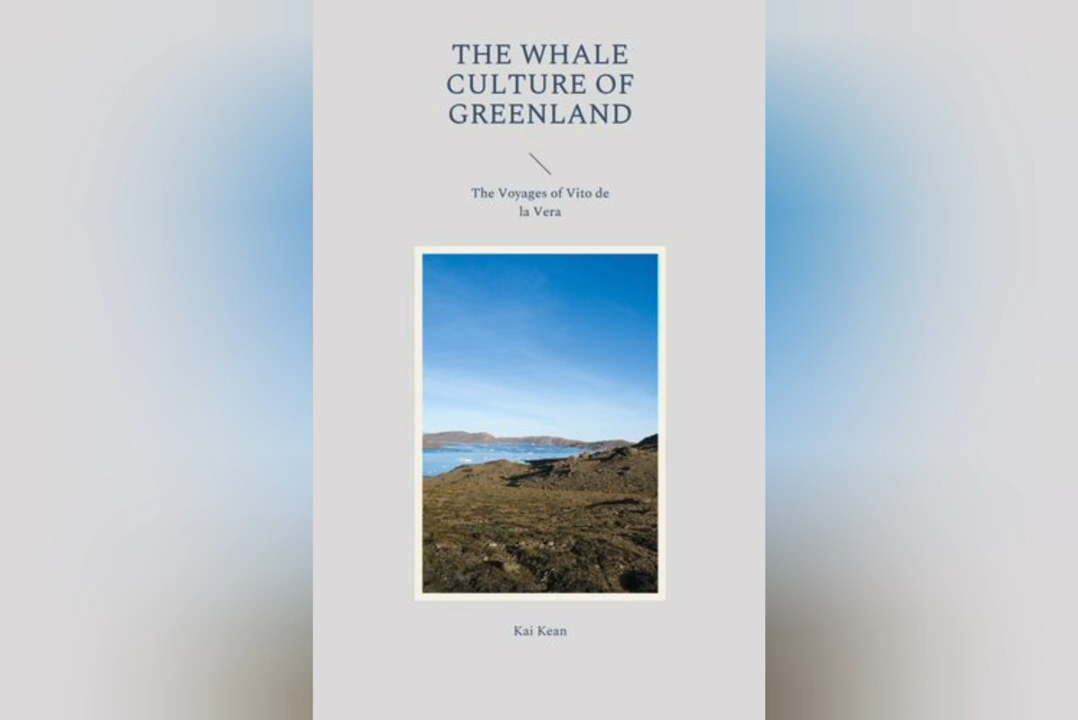 THE WHALE
CULTURE OF
GREENLAND
The Voyages of Vito de
la Vera
Kai Kean